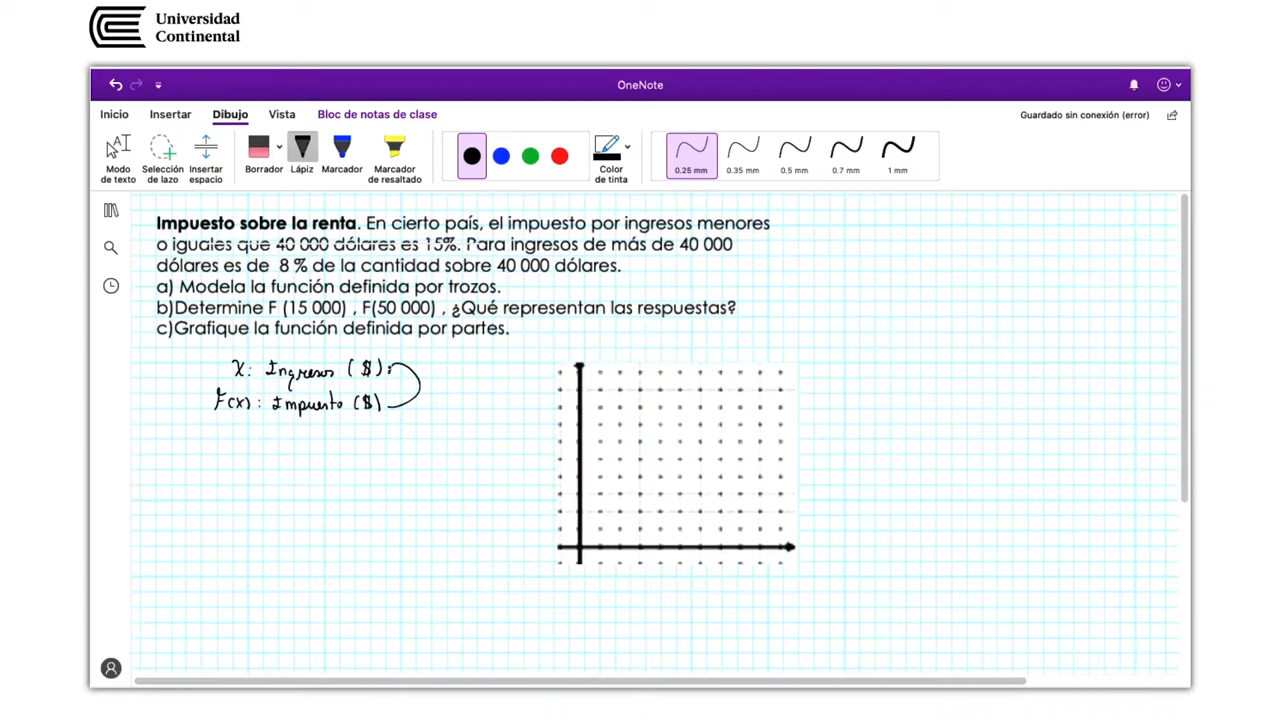 Universidad
Continental
OneNote
Inicio
Insertar
Dibujo
Vista
Bloc de notas de clase
Guardado sin conexión (error)
Modo de texto
Selección de lazo
Insertar espacio
Borrador
Lápiz
Marcador
Marcador de resaltado
Color de tinta
0.25 mm
0.35 mm
0.5 mm
0.7 mm
1 mm
Impuesto sobre la renta. En cierto país, el impuesto por ingresos menores
o iguales que 40 000 dólares es 15%. Para ingresos de más de 40 000
dólares es de 8 % de la cantidad sobre 40 000 dólares.
a) Modela la función definida por trozos.
b)Determine F (15 000) , F(50 000) , ¿Qué representan las respuestas?
c)Grafique la función definida por partes.
x: Ingresos ($):
F(x): Impuesto ($)